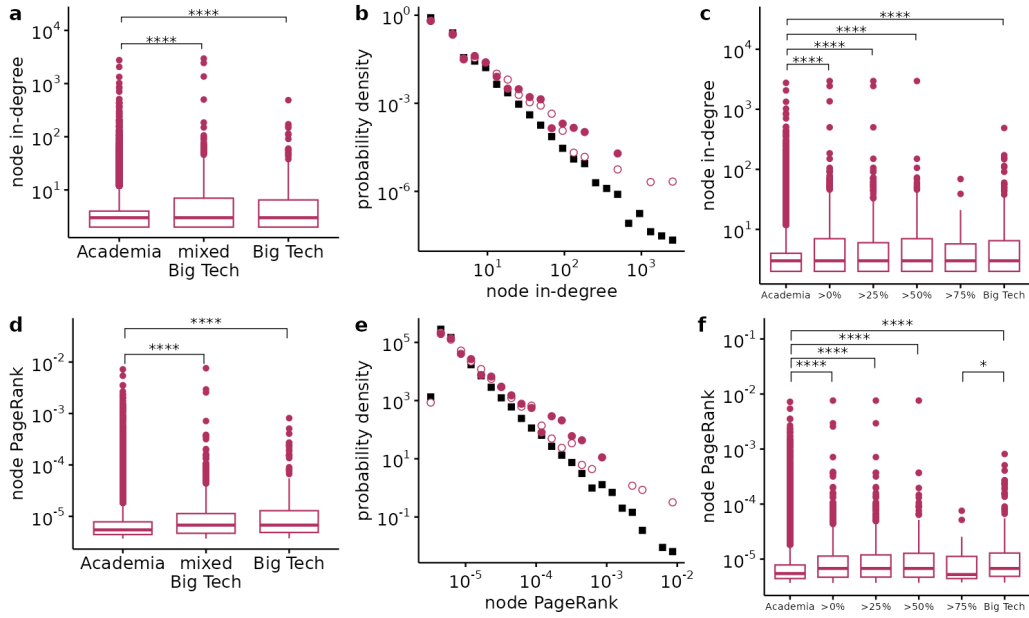 a
node in-degree
10^4
10^3
10^2
10^1
****
****
Academia
mixed
Big Tech
Big Tech
b
probability density
10^0
10^-3
10^-6
10^1
10^2
10^3
node in-degree
c
node in-degree
10^4
10^3
10^2
10^1
****
****
****
****
Academia
>0%
>25%
>50%
>75%
Big Tech
d
node PageRank
10^-2
10^-3
10^-4
10^-5
****
****
Academia
mixed
Big Tech
Big Tech
e
probability density
10^5
10^3
10^1
10^-1
10^-5
10^-4
10^-3
10^-2
node PageRank
f
node PageRank
10^-1
10^-2
10^-3
10^-4
10^-5
****
****
****
****
*
Academia
>0%
>25%
>50%
>75%
Big Tech